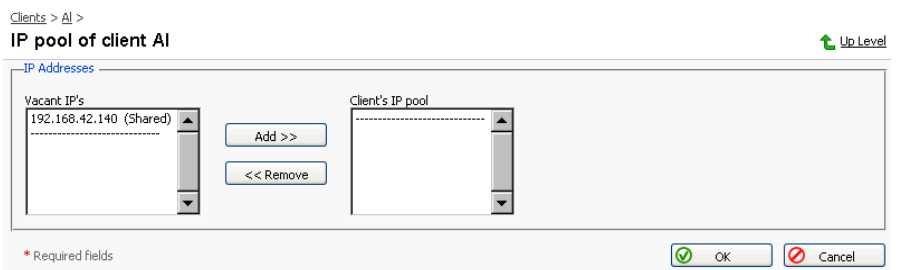 Clients > Al >
IP pool of client Al
Up Level
IP Addresses
Vacant IP's
192.168.42.140 (Shared)
----------------------------
Add >>
<< Remove
Client's IP pool
----------------------------
* Required fields
OK
Cancel